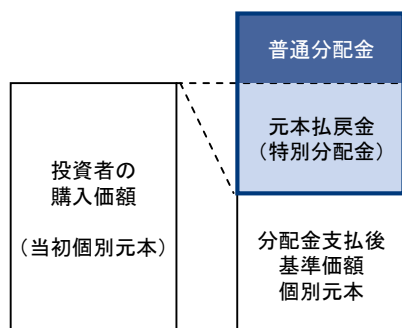 普通分配金
元本払戻金
（特別分配金）
投資者の
購入価額
（当初個別元本）
分配金支払後
基準価額
個別元本